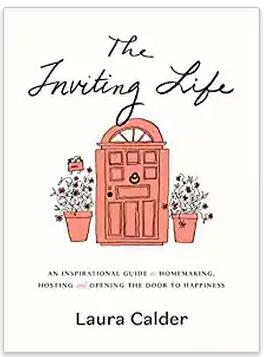 The
Inviting Life
AN INSPIRATIONAL GUIDE to HOMEMAKING,
HOSTING and OPENING THE DOOR TO HAPPINESS
Laura Calder